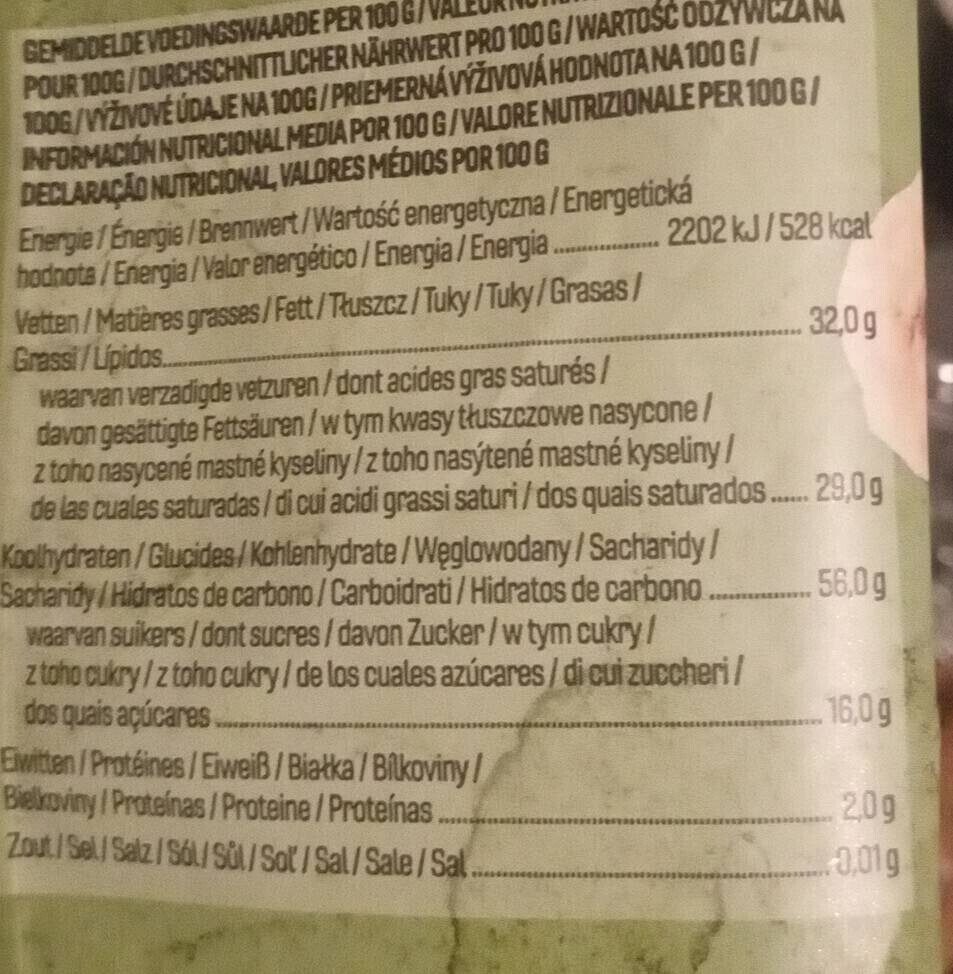 GEMIDDELDE VOEDINGSWAARDE PER 100 G/
POUR 100G/DURCHSCHNITTLICHER NÄHRWERT PRO 100 G/WARTOŚĆ ODŻYWCZA NA
100G/VÝŽIVOVÉ ÚDAJE NA 100G/PRIEMERNÁ VÝŽIVOVÁ HODNOTA NA 100 G/
INFORMACIÓN NUTRICIONAL MEDIA POR 100 G/VALORE NUTRIZIONALE PER 100 G/
DECLARAÇÃO NUTRICIONAL, VALORES MÉDIOS POR 100 G
Energie / Énergie / Brennwert / Wartość energetyczna / Energetická
hodnota / Energia / Valor energético / Energia / Energia ................ 2202 kJ / 528 kcal
Vetten / Matières grasses / Fett / Tłuszcz / Tuky / Tuky / Grasas /
Grassi / Lípidos................ 32,0 g
waarvan verzadigde vetzuren / dont acides gras saturés /
davon gesättigte Fettsäuren / w tym kwasy tłuszczowe nasycone /
z toho nasycené mastné kyseliny / z toho nasýtené mastné kyseliny /
de las cuales saturadas / di cui acidi grassi saturi / dos quais saturados ...... 29,0 g
Koolhydraten / Glucides / Kohlenhydrate / Węglowodany / Sacharidy /
Sacharidy / Hidratos de carbono / Carboidrati / Hidratos de carbono ................ 56,0 g
waarvan suikers / dont sucres / davon Zucker / w tym cukry /
z toho cukry / z toho cukry / de los cuales azúcares / di cui zuccheri /
dos quais açúcares ................ 16,0 g
Eiwitten / Protéines / Eiweiß / Białka / Bílkoviny /
Bielkoviny / Proteínas / Proteine / Proteínas ................ 2,0 g
Zout / Sel / Salz / Sól / Sůl / Soľ / Sal / Sale / Sal ................ 0,01 g